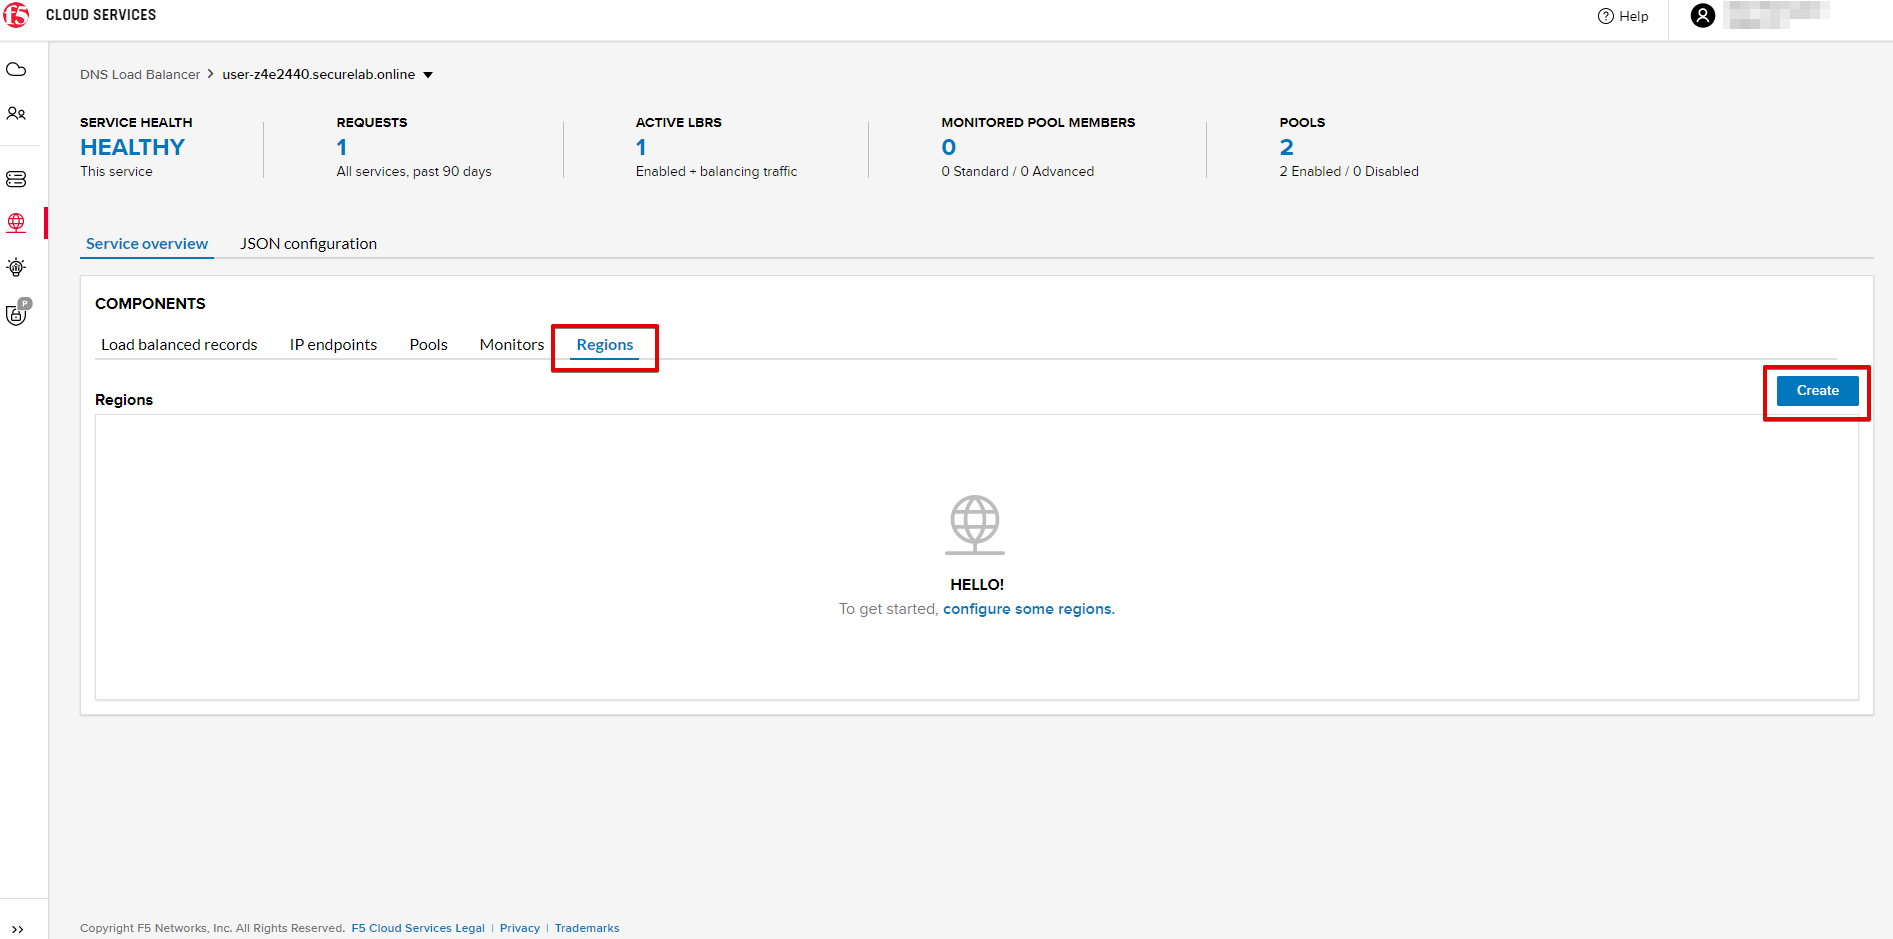 f5 CLOUD SERVICES
Help
DNS Load Balancer > user-z4e2440.securelab.online
SERVICE HEALTH
HEALTHY
This service
REQUESTS
1
All services, past 90 days
ACTIVE LBRS
1
Enabled + balancing traffic
MONITORED POOL MEMBERS
0
0 Standard / 0 Advanced
POOLS
2
2 Enabled / 0 Disabled
P
Service overview JSON configuration
COMPONENTS
Load balanced records IP endpoints Pools Monitors Regions
Create
Regions
HELLO!
To get started, configure some regions.
Copyright F5 Networks, Inc. All Rights Reserved. F5 Cloud Services Legal | Privacy | Trademarks